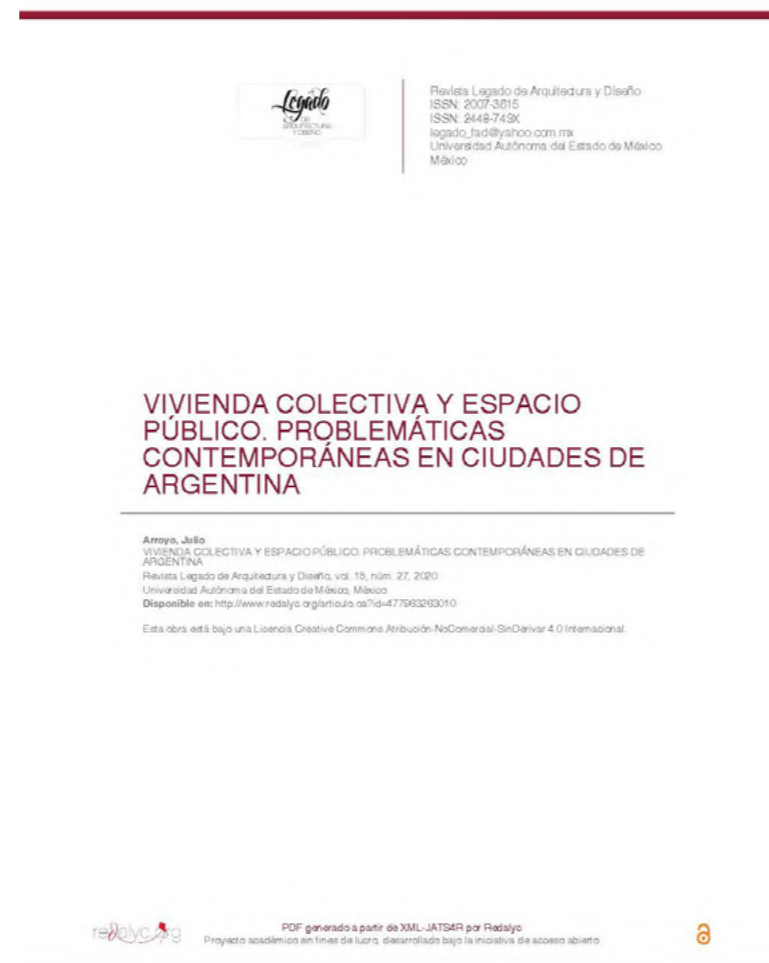 Legado
DE
ARQUITECTURA
Y DISEÑO
Revista Legado de Arquitectura y Diseño
ISSN: 2007-3615
ISSN: 2448-749X
legado_fad@yahoo.com.mx
Universidad Autónoma del Estado de México
México
VIVIENDA COLECTIVA Y ESPACIO
PÚBLICO. PROBLEMÁTICAS
CONTEMPORÁNEAS EN CIUDADES DE
ARGENTINA
Arroyo, Julio
VIVIENDA COLECTIVA Y ESPACIO PÚBLICO. PROBLEMÁTICAS CONTEMPORÁNEAS EN CIUDADES DE
ARGENTINA
Revista Legado de Arquitectura y Diseño, vol. 15, núm. 27, 2020
Universidad Autónoma del Estado de México, México
Disponible en: http://www.redalyc.org/articulo.oa?id=477963263010
Esta obra está bajo una Licencia Creative Commons Atribución-NoComercial-SinDerivar 4.0 Internacional.
redalyc.org
PDF generado a partir de XML-JATS4R por Redalyc
Proyecto académico sin fines de lucro, desarrollado bajo la iniciativa de acceso abierto